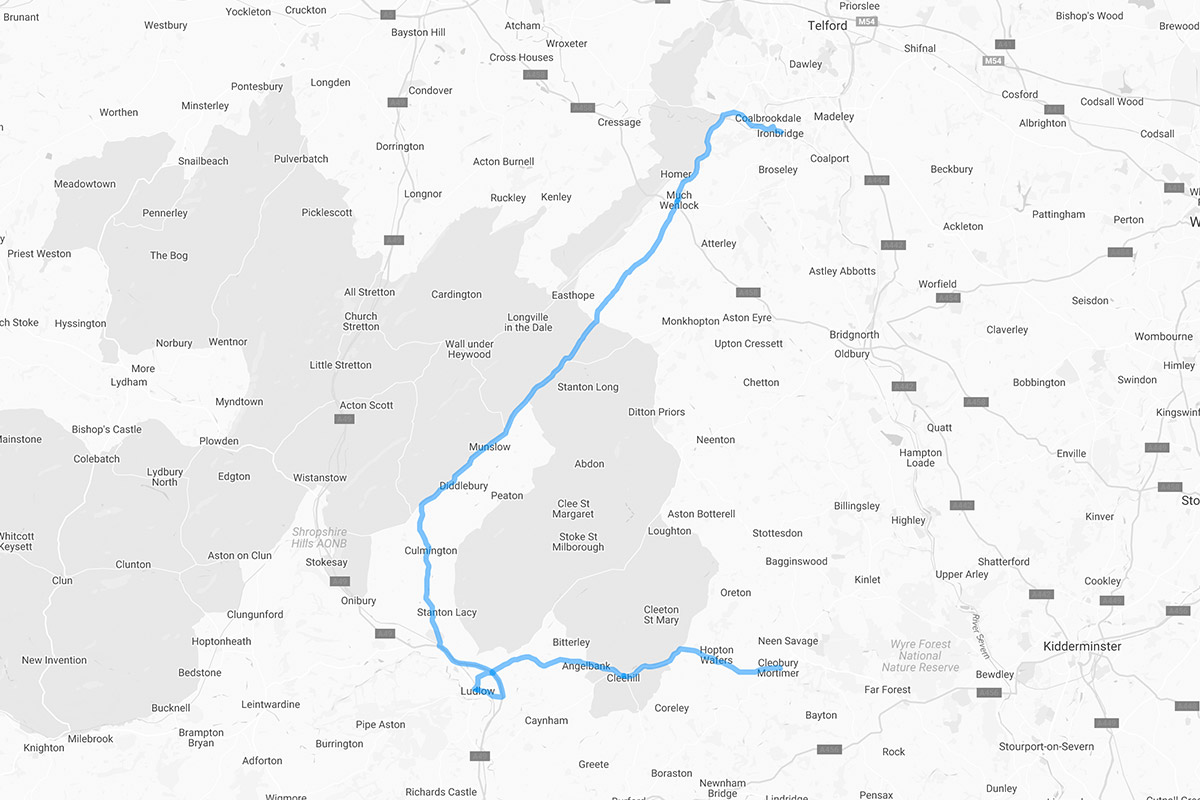 Brunant
Yockleton
Cruckton
Priorslee
Bishop's Wood
Westbury
Bayston Hill
Atcham
Telford
M54
Brewood
Wroxeter
Shifnal
Cross Houses
M54
Dawley
Pontesbury
Longden
Condover
Cosford
Codsall Wood
Minsterley
Worthen
Cressage
Coalbrookdale
Madeley
Albrighton
Ironbridge
Codsall
Dorrington
Snailbeach
Pulverbatch
Acton Burnell
Coalport
Broseley
Beckbury
Homer
Meadowtown
Longnor
Ruckley
Kenley
Much
Wenlock
Pennerley
Picklescott
Pattingham
Perton
Ackleton
Atterley
Priest Weston
The Bog
Astley Abbotts
Worfield
All Stretton
Cardington
Easthope
Seisdon
Church
Stretton
Longville
in the Dale
Monkhopton
Aston Eyre
ch Stoke
Hyssington
Claverley
Bridgnorth
Oldbury
Wombourne
Norbury
Wentnor
Wall under
Heywood
Upton Cressett
Little Stretton
More
Lydham
Himley
Stanton Long
Chetton
Bobbington
Swindon
Myndtown
Acton Scott
Ditton Priors
Kingswinf
Bishop's Castle
Quatt
Mainstone
Plowden
Munslow
Neenton
Hampton
Loade
Enville
Colebatch
Abdon
Lydbury
North
Edgton
Wistanstow
Diddlebury
Peaton
Sto
Clee St
Margaret
Aston Botterell
Billingsley
Highley
Kinver
Shropshire
Hills AONB
Loughton
Stottesdon
Whitcott
Keysett
Stoke St
Milborough
Culmington
Aston on Clun
Stokesay
Bagginswood
Shatterford
Clunton
Upper Arley
Clun
Kinlet
Cookley
Oreton
Onibury
Clungunford
Stanton Lacy
Cleeton
St Mary
River Severn
Hoptonheath
Bitterley
Neen Savage
Wyre Forest
National
Nature Reserve
Kidderminster
Hopton
Wafers
New Invention
Angelbank
Cleobury
Mortimer
Bedstone
Cleehill
Bewdley
Ludlow
Far Forest
Bucknell
Leintwardine
Coreley
Bayton
Pipe Aston
Caynham
Brampton
Bryan
Milebrook
Knighton
Burrington
Rock
Stourport-on-Severn
Adforton
Greete
Boraston
Newnham
Bridge
Dunley
Richards Castle
Pensax
Wigmore
Lindridge